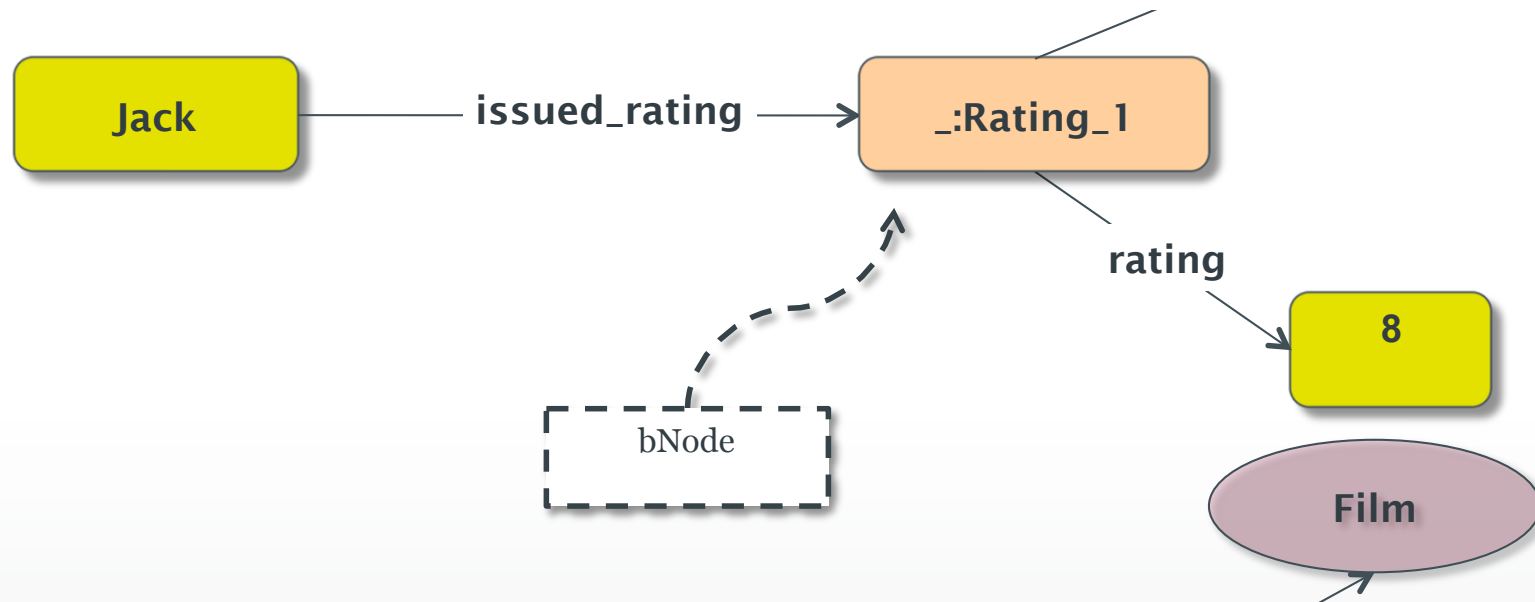 Jack
issued_rating
_:Rating_1
rating
8
bNode
Film